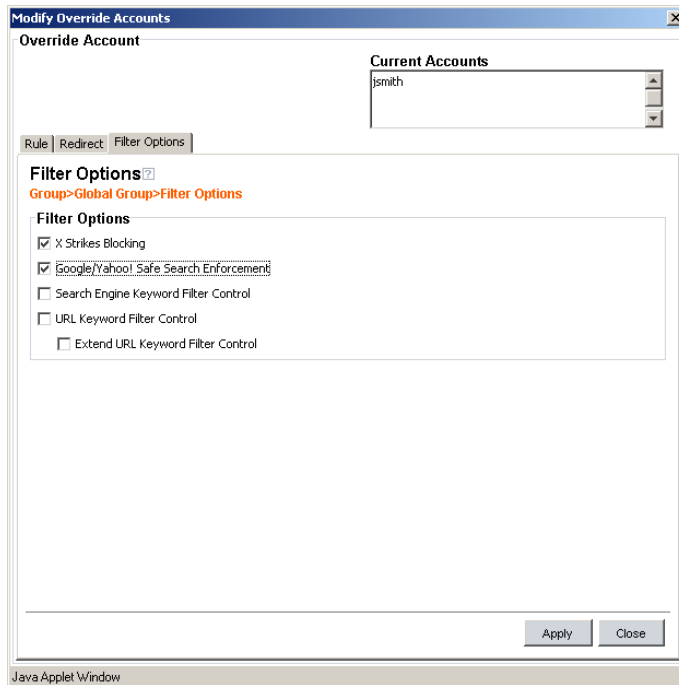 Modify Override Accounts
Override Account
Current Accounts
jsmith
Rule Redirect Filter Options
Filter Options?
Group>Global Group>Filter Options
Filter Options
X Strikes Blocking
Google/Yahoo! Safe Search Enforcement
Search Engine Keyword Filter Control
URL Keyword Filter Control
Extend URL Keyword Filter Control
Apply Close
Java Applet Window